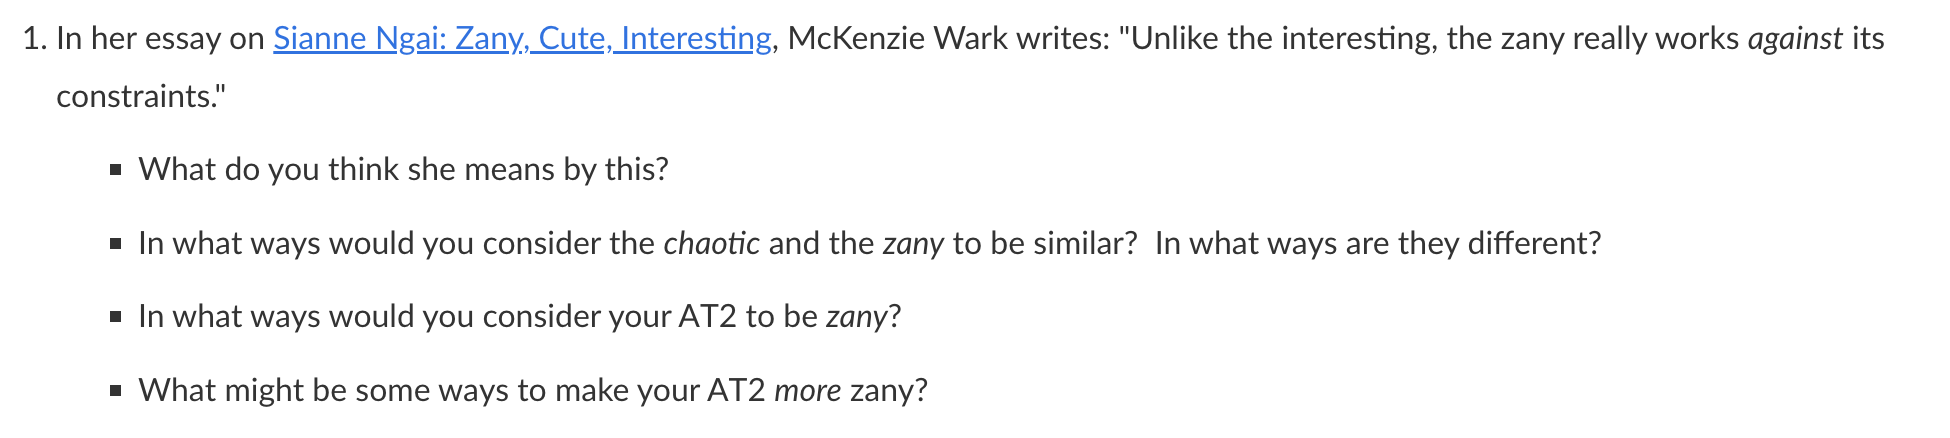 1. In her essay on Sianne Ngai: Zany, Cute, Interesting, McKenzie Wark writes: "Unlike the interesting, the zany really works against its
constraints."
▪ What do you think she means by this?
▪ In what ways would you consider the chaotic and the zany to be similar?  In what ways are they different?
▪ In what ways would you consider your AT2 to be zany?
▪ What might be some ways to make your AT2 more zany?